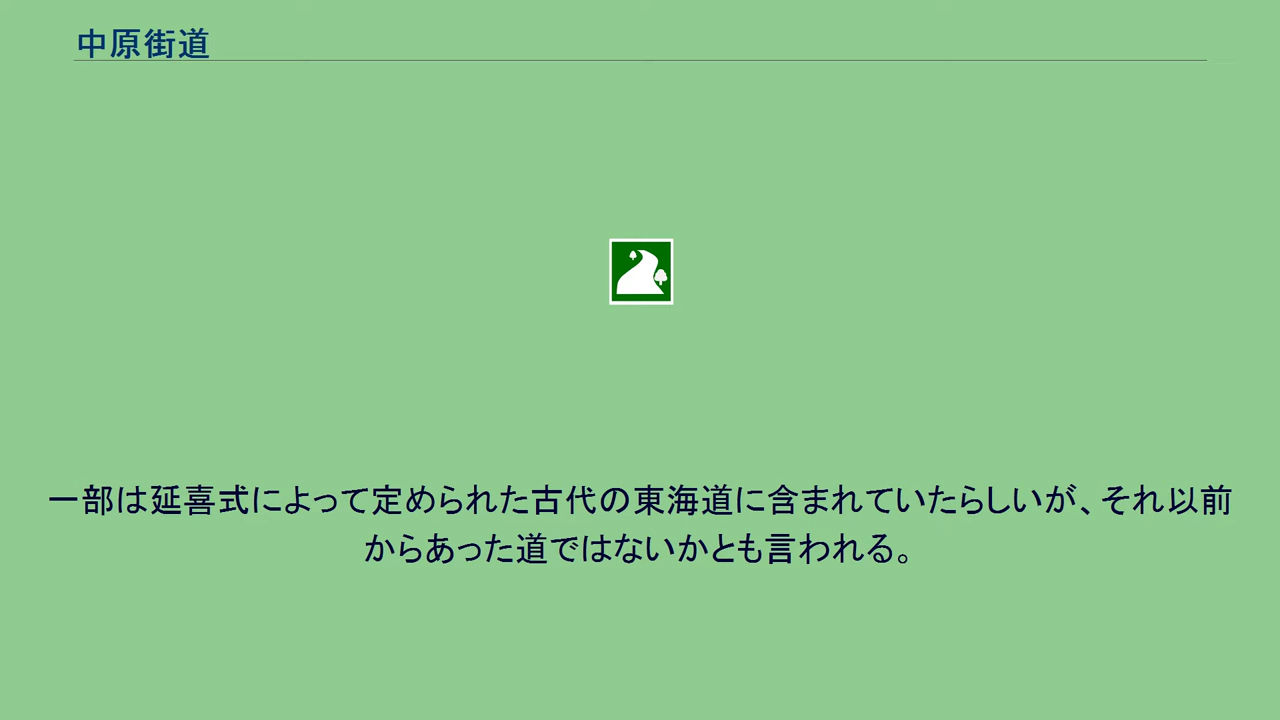 中原街道
一部は延喜式によって定められた古代の東海道に含まれていたらしいが、それ以前
からあった道ではないかとも言われる。